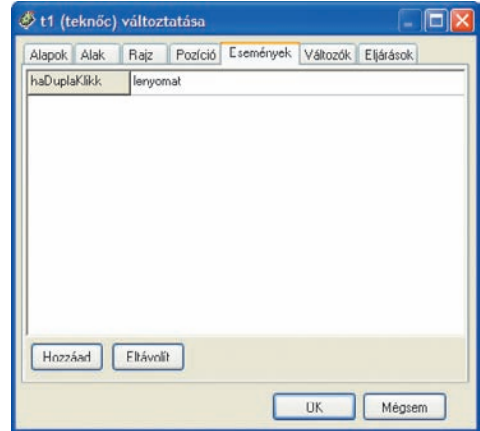 t1 (teknőc) változtatása
Alapok Alak Rajz Pozíció Események Változók Eljárások
haDuplaKlikk lenyomat
Hozzáad Eltávolít
OK Mégsem